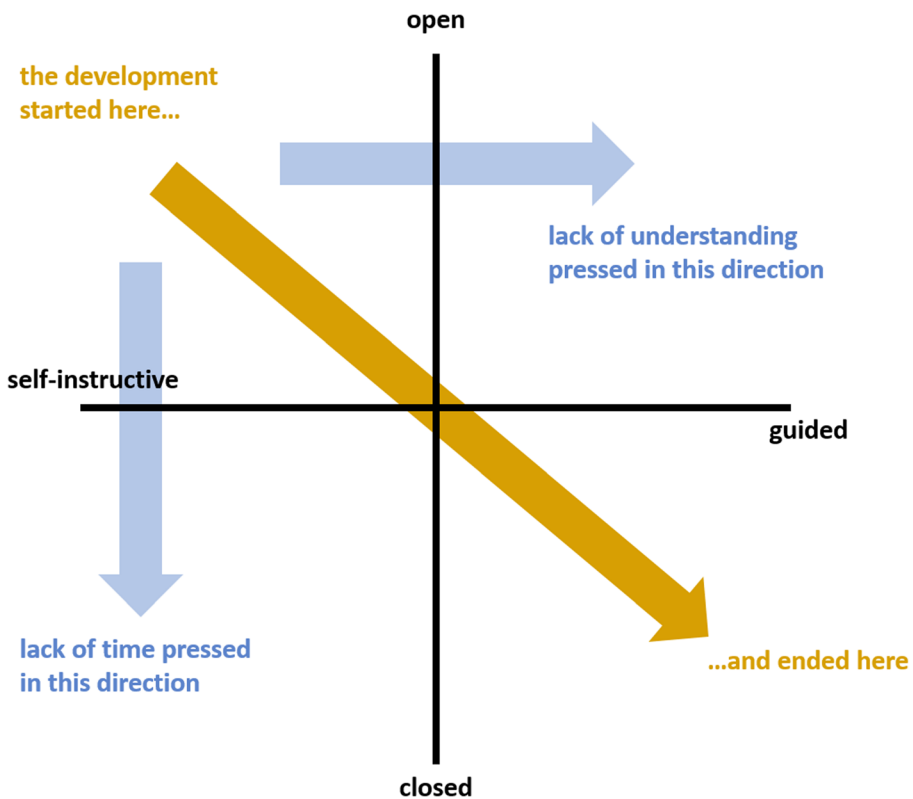 open
the development
started here...
lack of understanding
pressed in this direction
self-instructive
guided
lack of time pressed
in this direction
...and ended here
closed